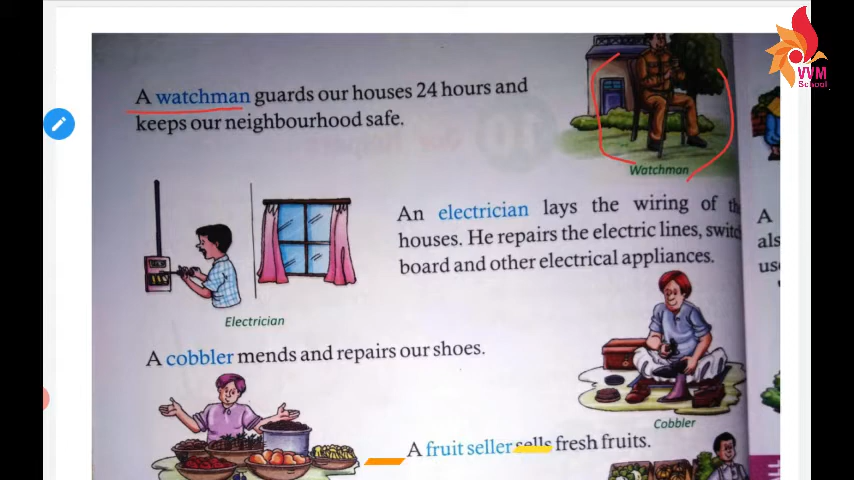 VVM
School
A watchman guards our houses 24 hours and
keeps our neighbourhood safe.
Watchman
An electrician lays the wiring of
houses. He repairs the electric lines,
board and other electrical appliances.
A
Electrician
A cobbler mends and repairs our shoes.
Cobbler
A fruit seller sells fresh fruits.